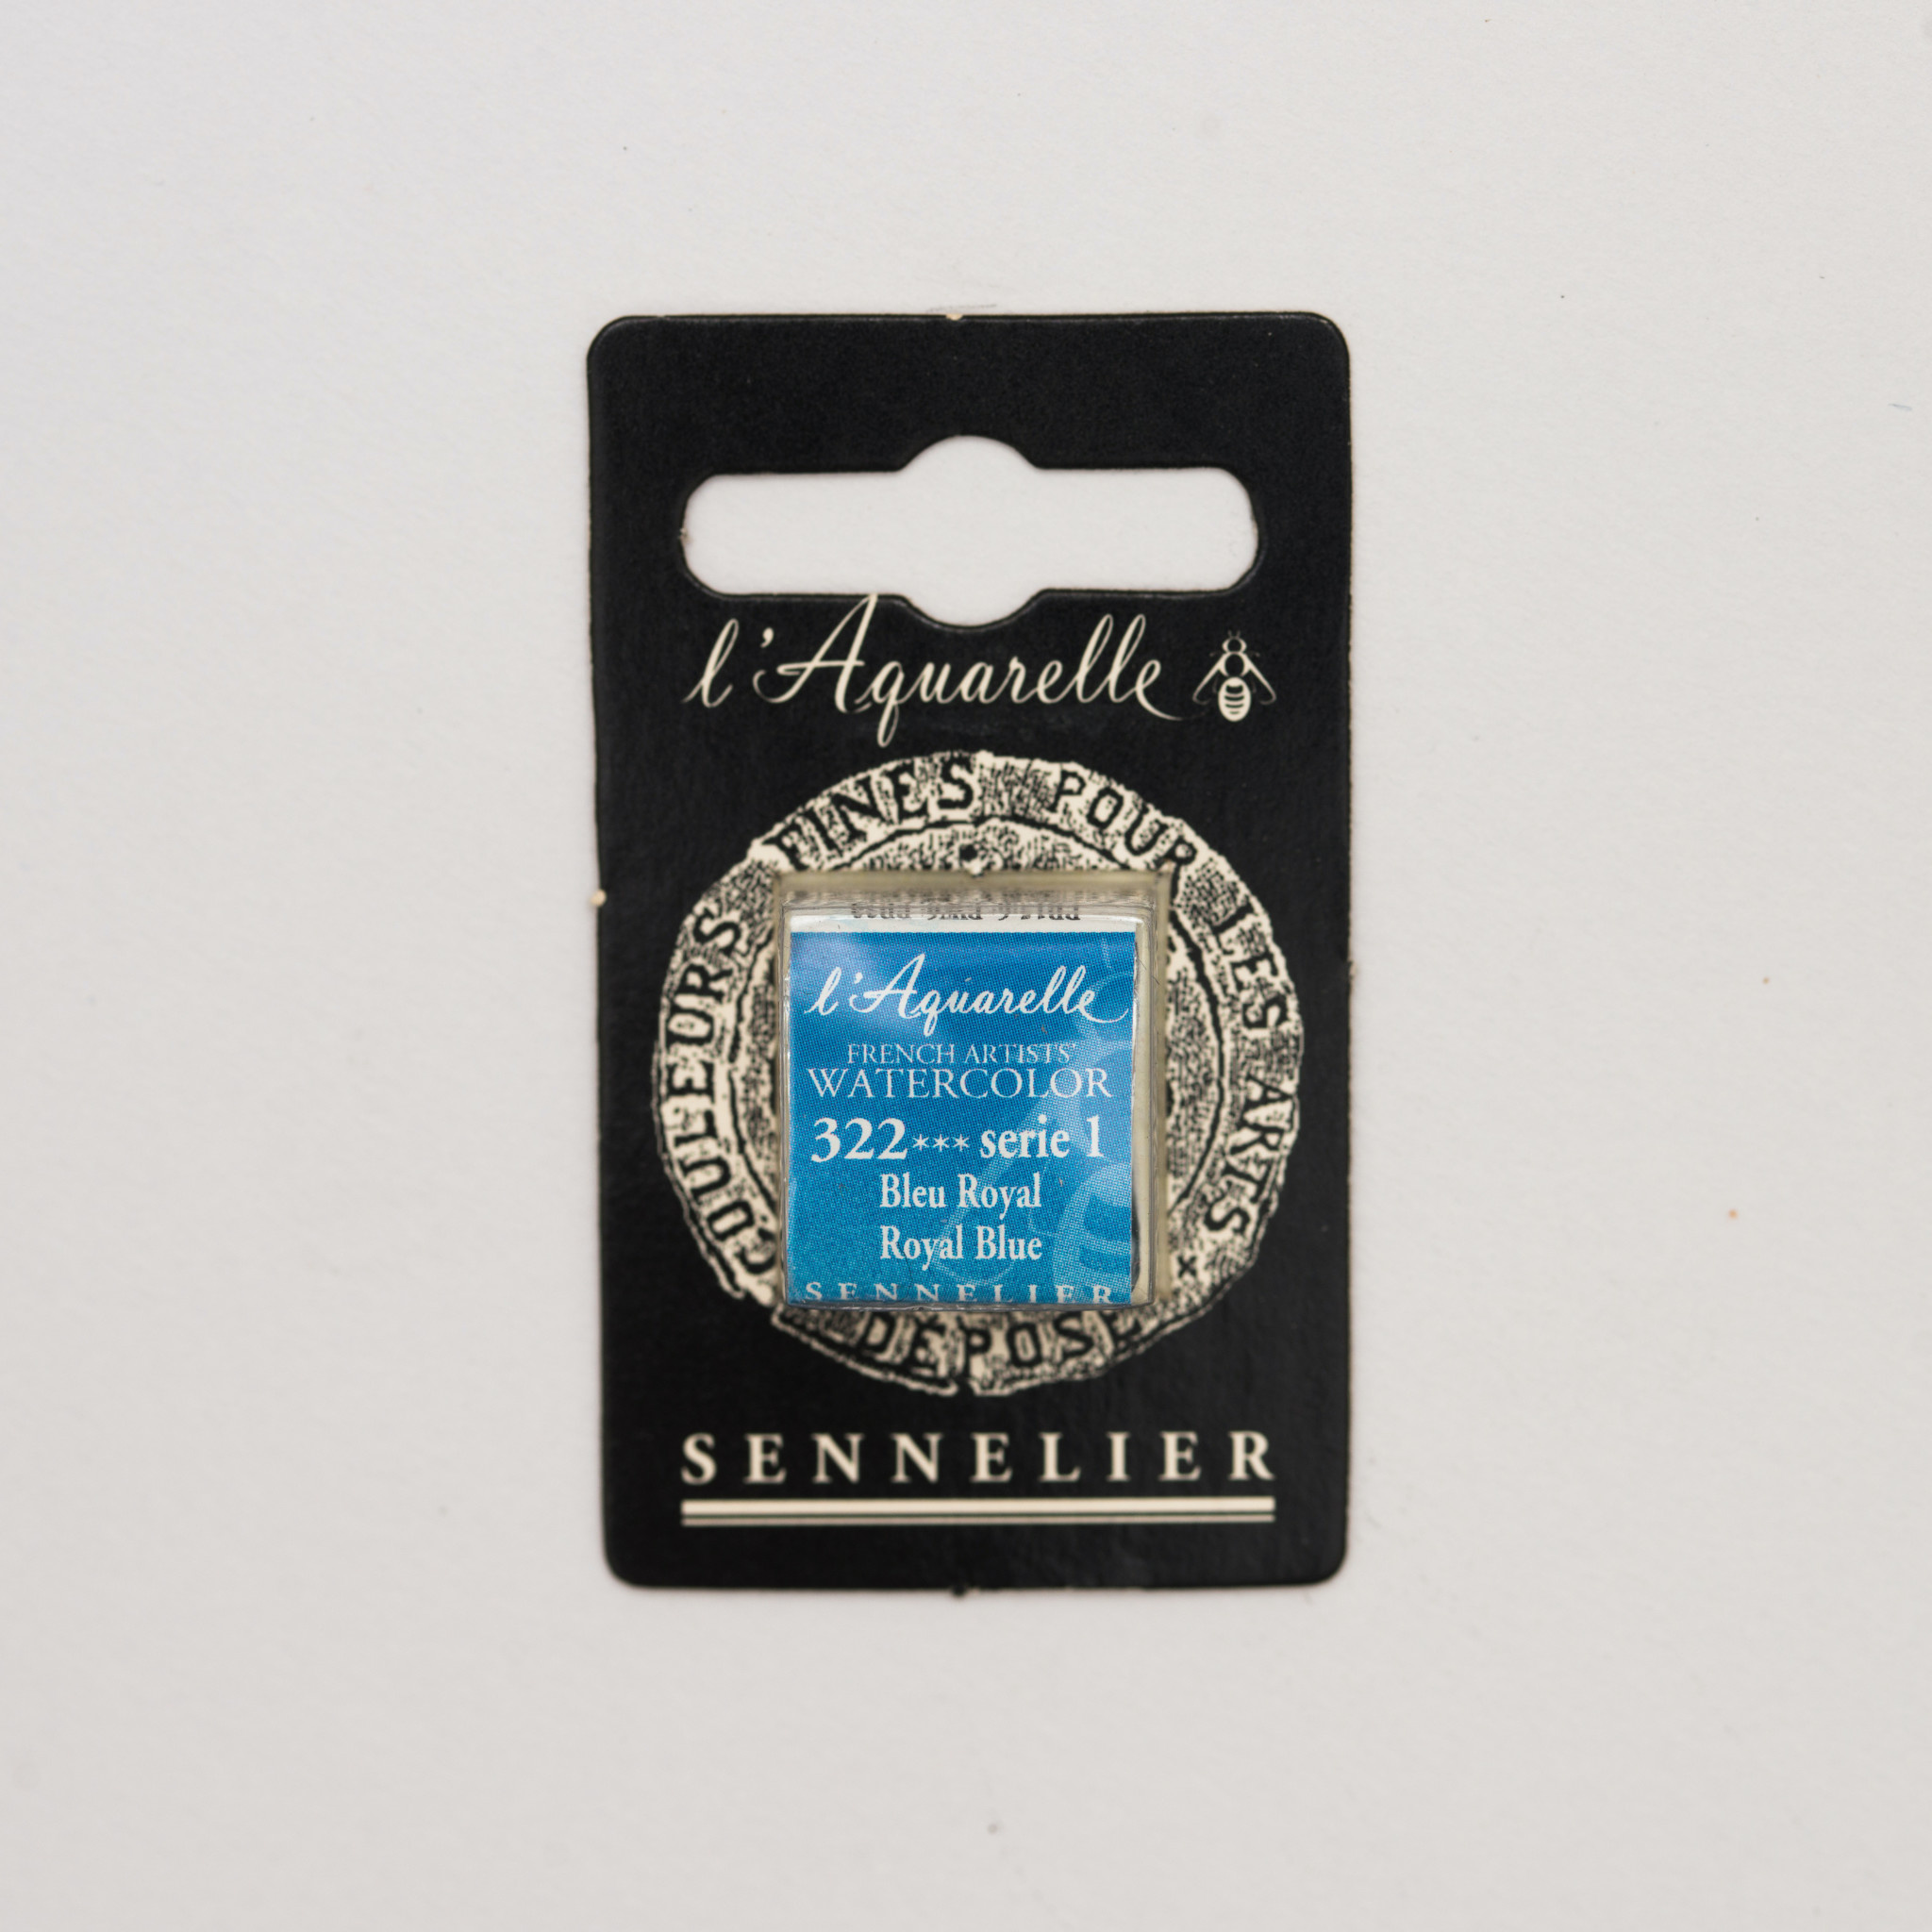 l'Aquarelle
COULEURS FINES POUR LES ARTS
DÉPOSÉ
l'Aquarelle
FRENCH ARTISTS'
WATERCOLOR
322*** serie 1
Bleu Royal
Royal Blue
SENNELIER
SENNELIER